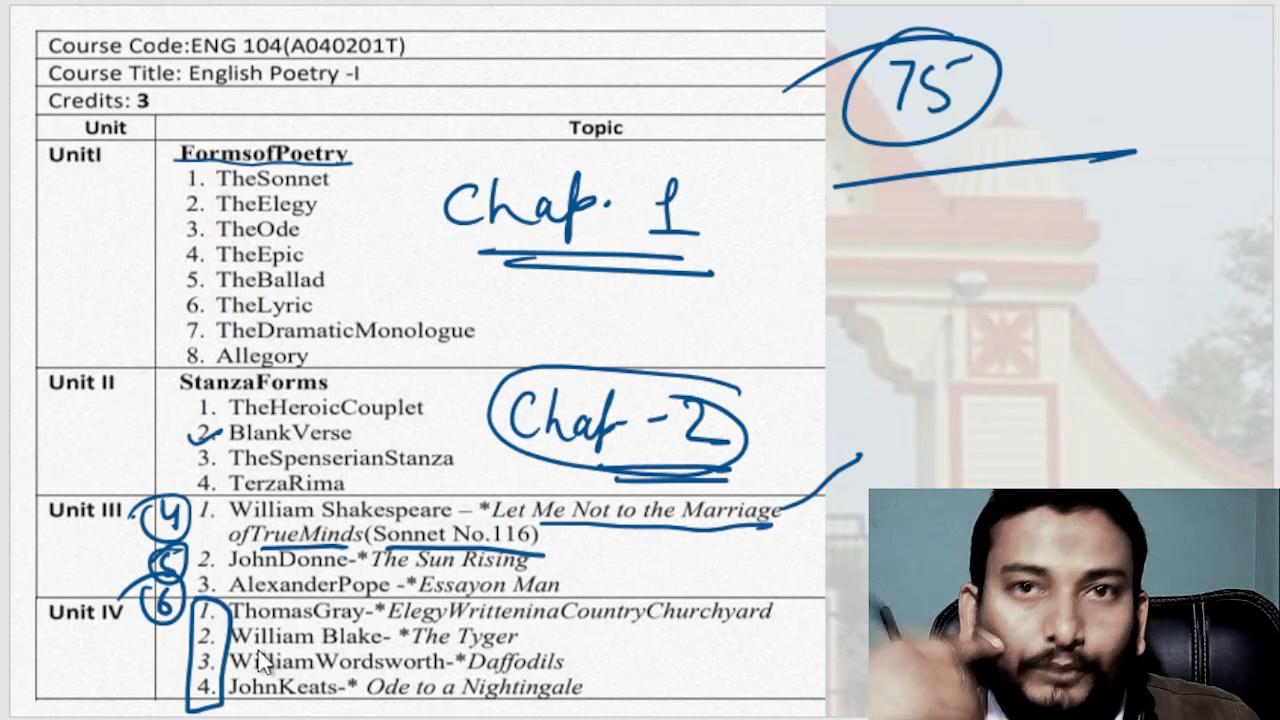 Course Code:ENG 104(A040201T)
75
Course Title: English Poetry -I
Credits: 3
Unit Topic
UnitI FormsofPoetry
1. TheSonnet
2. TheElegy
Chap. 1
3. TheOde
4. TheEpic
5. TheBallad
6. TheLyric
7. TheDramaticMonologue
8. Allegory
Unit II StanzaForms
1. TheHeroicCouplet
Chap - 2
2. BlankVerse
3. TheSpenserianStanza
4. TerzaRima
Unit III 4 1. William Shakespeare – *Let Me Not to the Marriage
ofTrueMinds(Sonnet No.116)
5 2. JohnDonne-*The Sun Rising
3. AlexanderPope -*Essayon Man
6
Unit IV 1. ThomasGray-*ElegyWritteninaCountryChurchyard
2. William Blake- *The Tyger
3. WilliamWordsworth-*Daffodils
4. JohnKeats-* Ode to a Nightingale